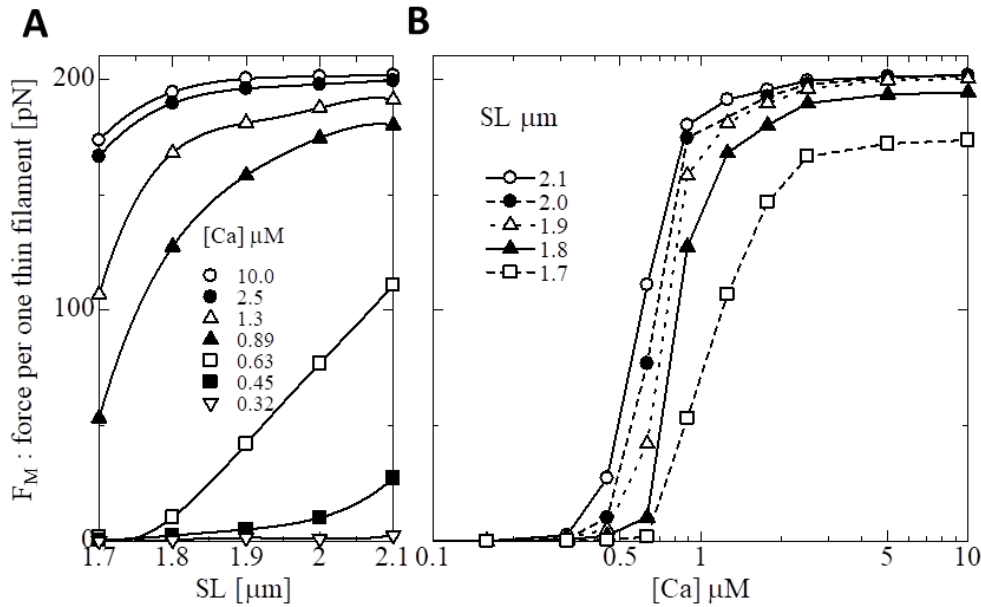 A
B
F_M : force per one thin filament [pN]
200
100
0
1.7 1.8 1.9 2 2.1
SL [μm]
[Ca] μM
10.0
2.5
1.3
0.89
0.63
0.45
0.32
SL μm
2.1
2.0
1.9
1.8
1.7
0.1 0.5 1 5 10
[Ca] μM